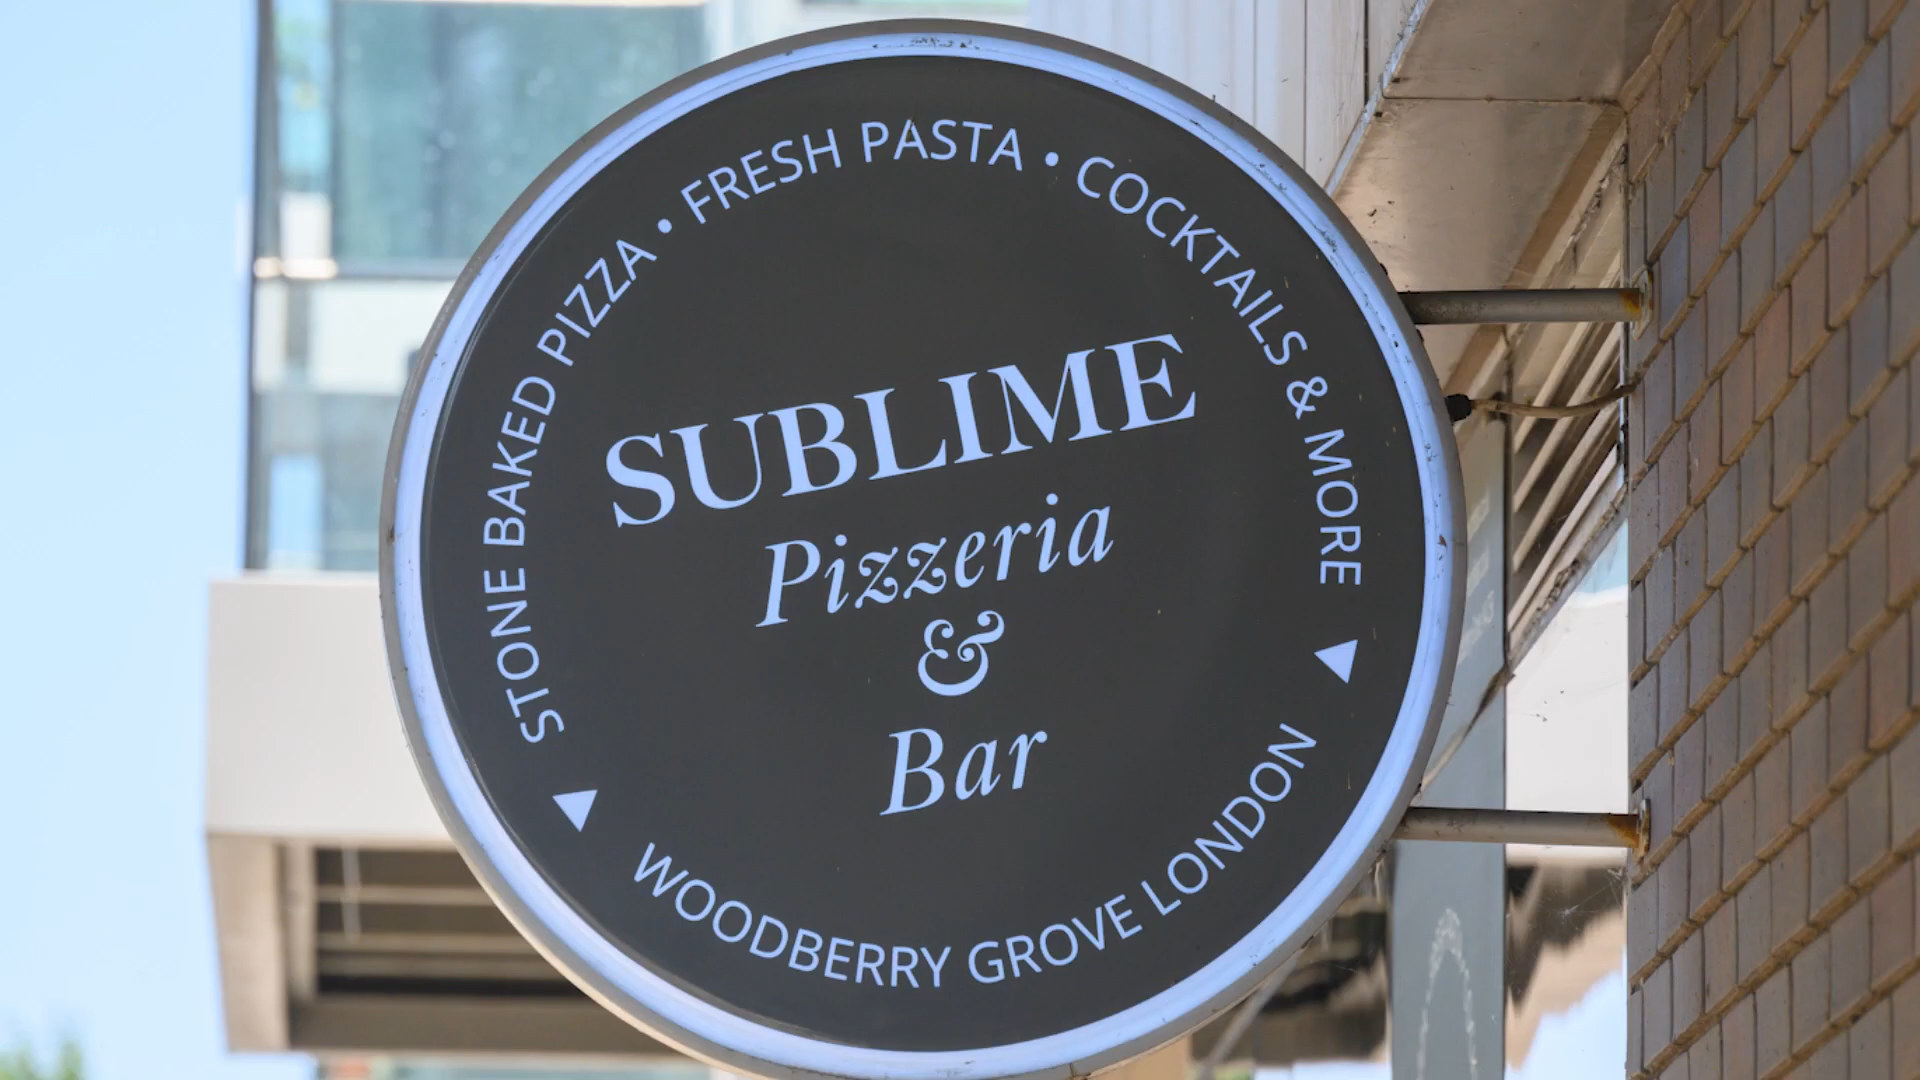 STONE BAKED PIZZA • FRESH PASTA • COCKTAILS & MORE
SUBLIME
Pizzeria
&
Bar
WOODBERRY GROVE LONDON